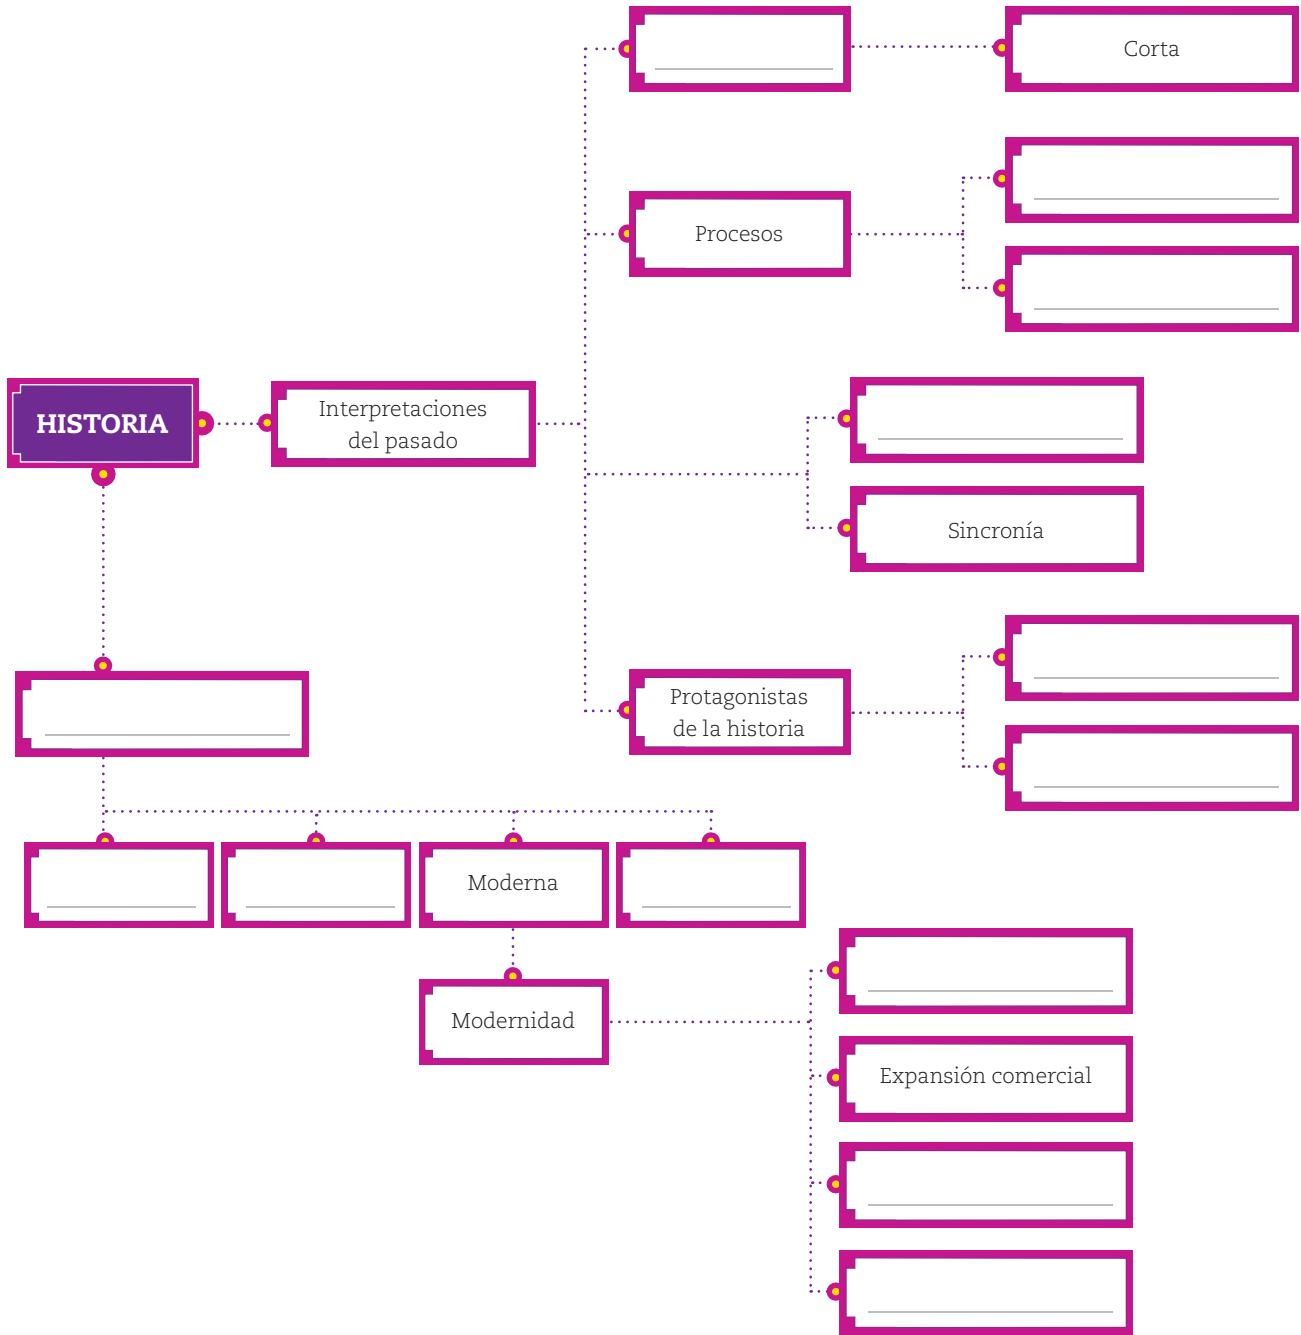 Corta
Procesos
HISTORIA
Interpretaciones
del pasado
Sincronía
Protagonistas
de la historia
Moderna
Modernidad
Expansión comercial